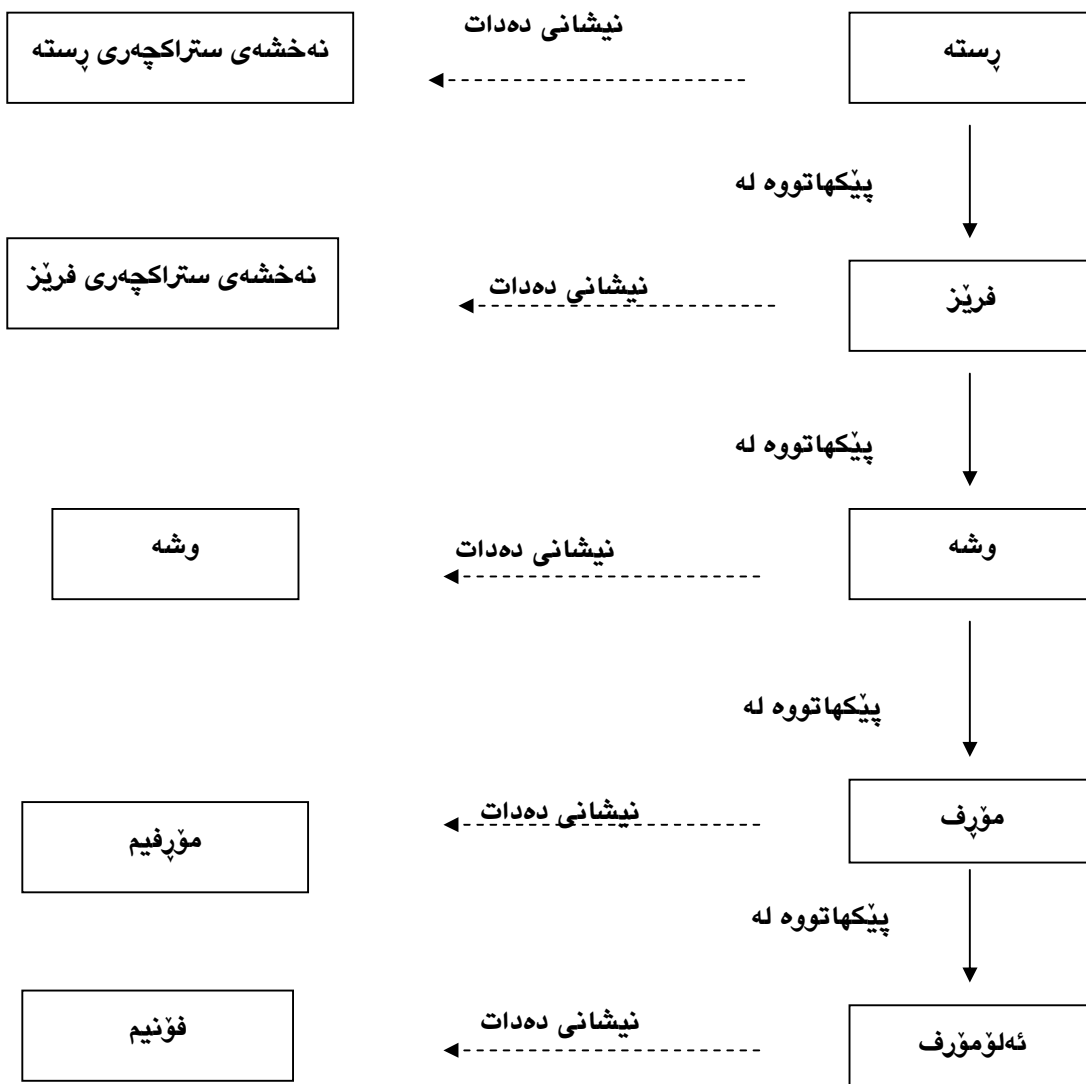 ڕستە
نیشانی دەدات
نەخشەی ستراکچەری ڕستە
پێکهاتووە لە
فرێز
نیشانی دەدات
نەخشەی ستراکچەری فرێز
پێکهاتووە لە
وشە
نیشانی دەدات
وشە
پێکهاتووە لە
مۆڕف
نیشانی دەدات
مۆڕفیم
پێکهاتووە لە
ئەلۆمۆرف
نیشانی دەدات
فۆنیم